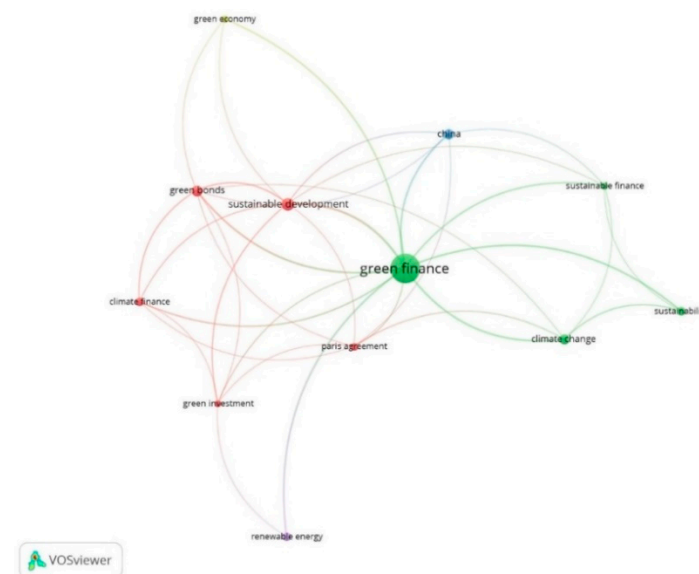 green economy
china
sustainable finance
green bonds
sustainable development
green finance
climate finance
sustainabil
climate change
paris agreement
green investment
renewable energy
VOSviewer